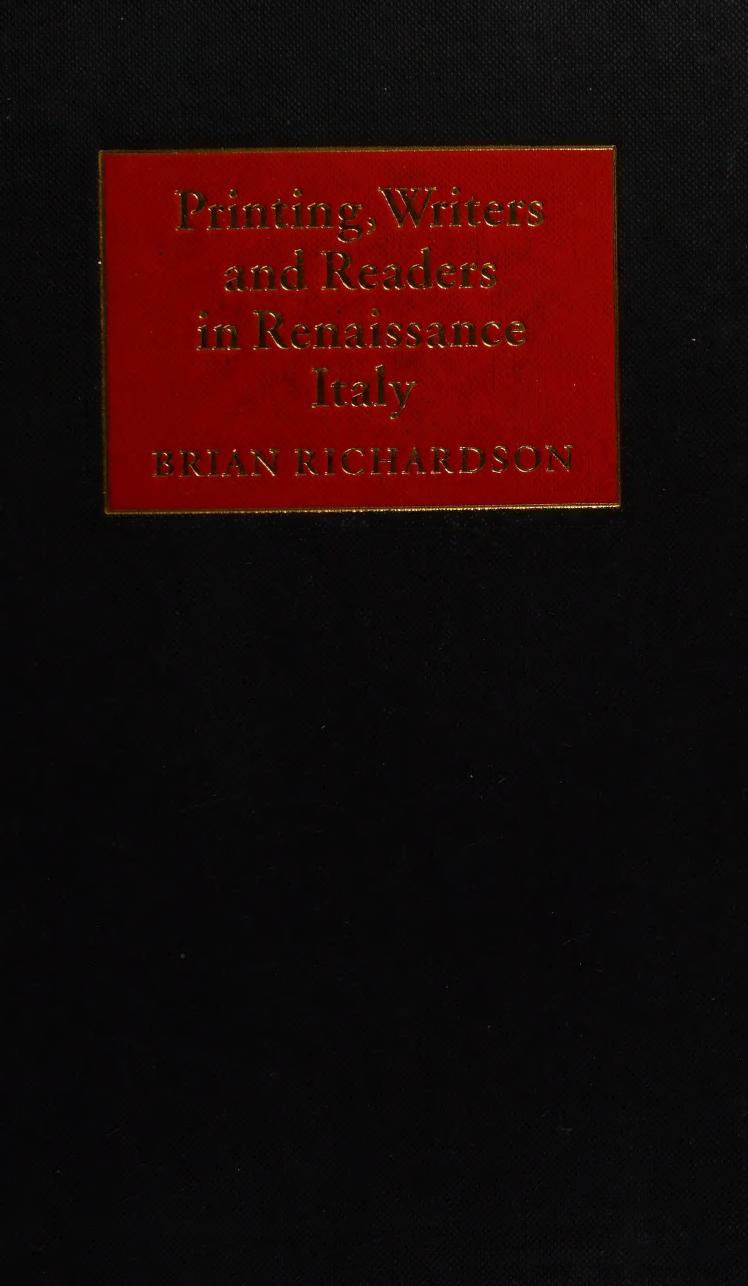 Printing, Writers
and Readers
in Renaissance
Italy
BRIAN RICHARDSON